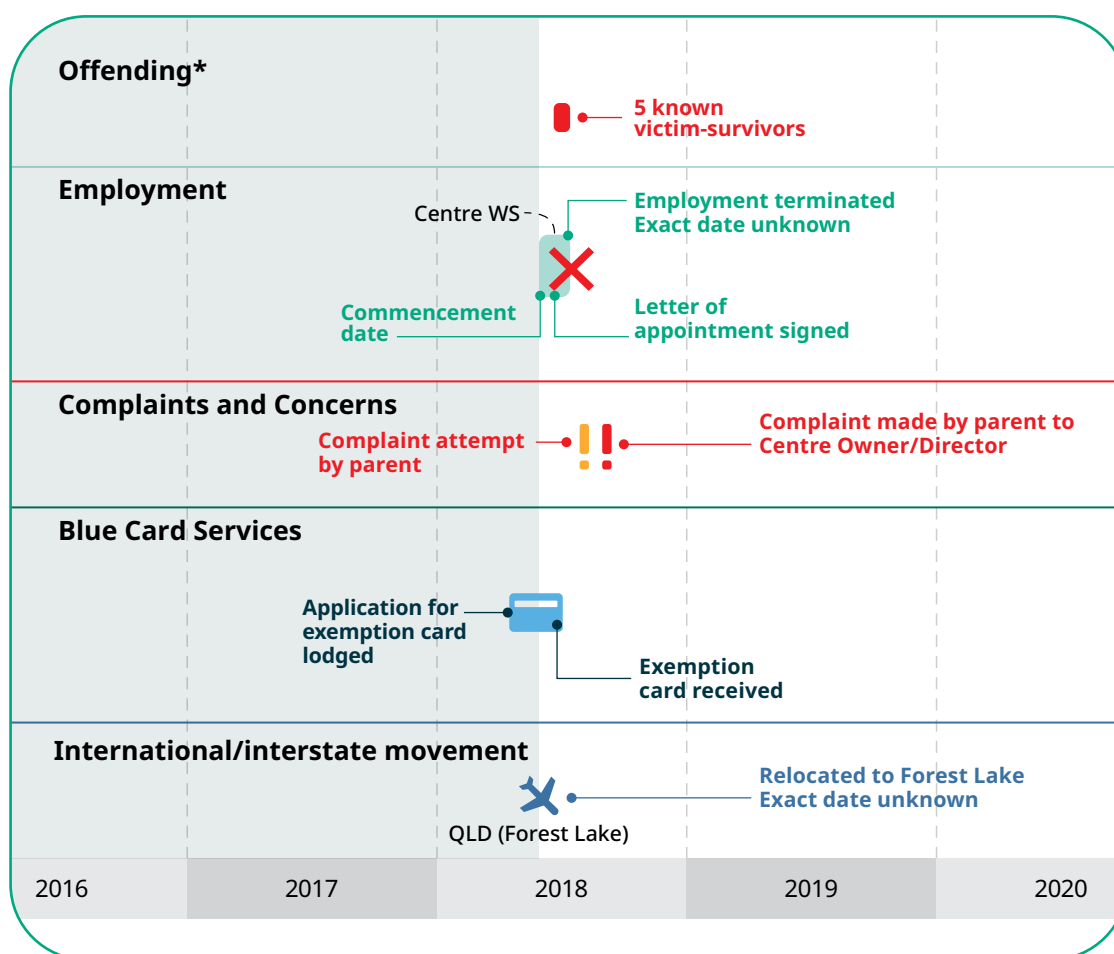 Offending*
5 known
victim-survivors
Employment
Centre WS
Employment terminated
Exact date unknown
Commencement
date
Letter of
appointment signed
Complaints and Concerns
Complaint attempt
by parent
Complaint made by parent to
Centre Owner/Director
Blue Card Services
Application for
exemption card
lodged
Exemption
card received
International/interstate movement
Relocated to Forest Lake
Exact date unknown
QLD (Forest Lake)
2016 2017 2018 2019 2020